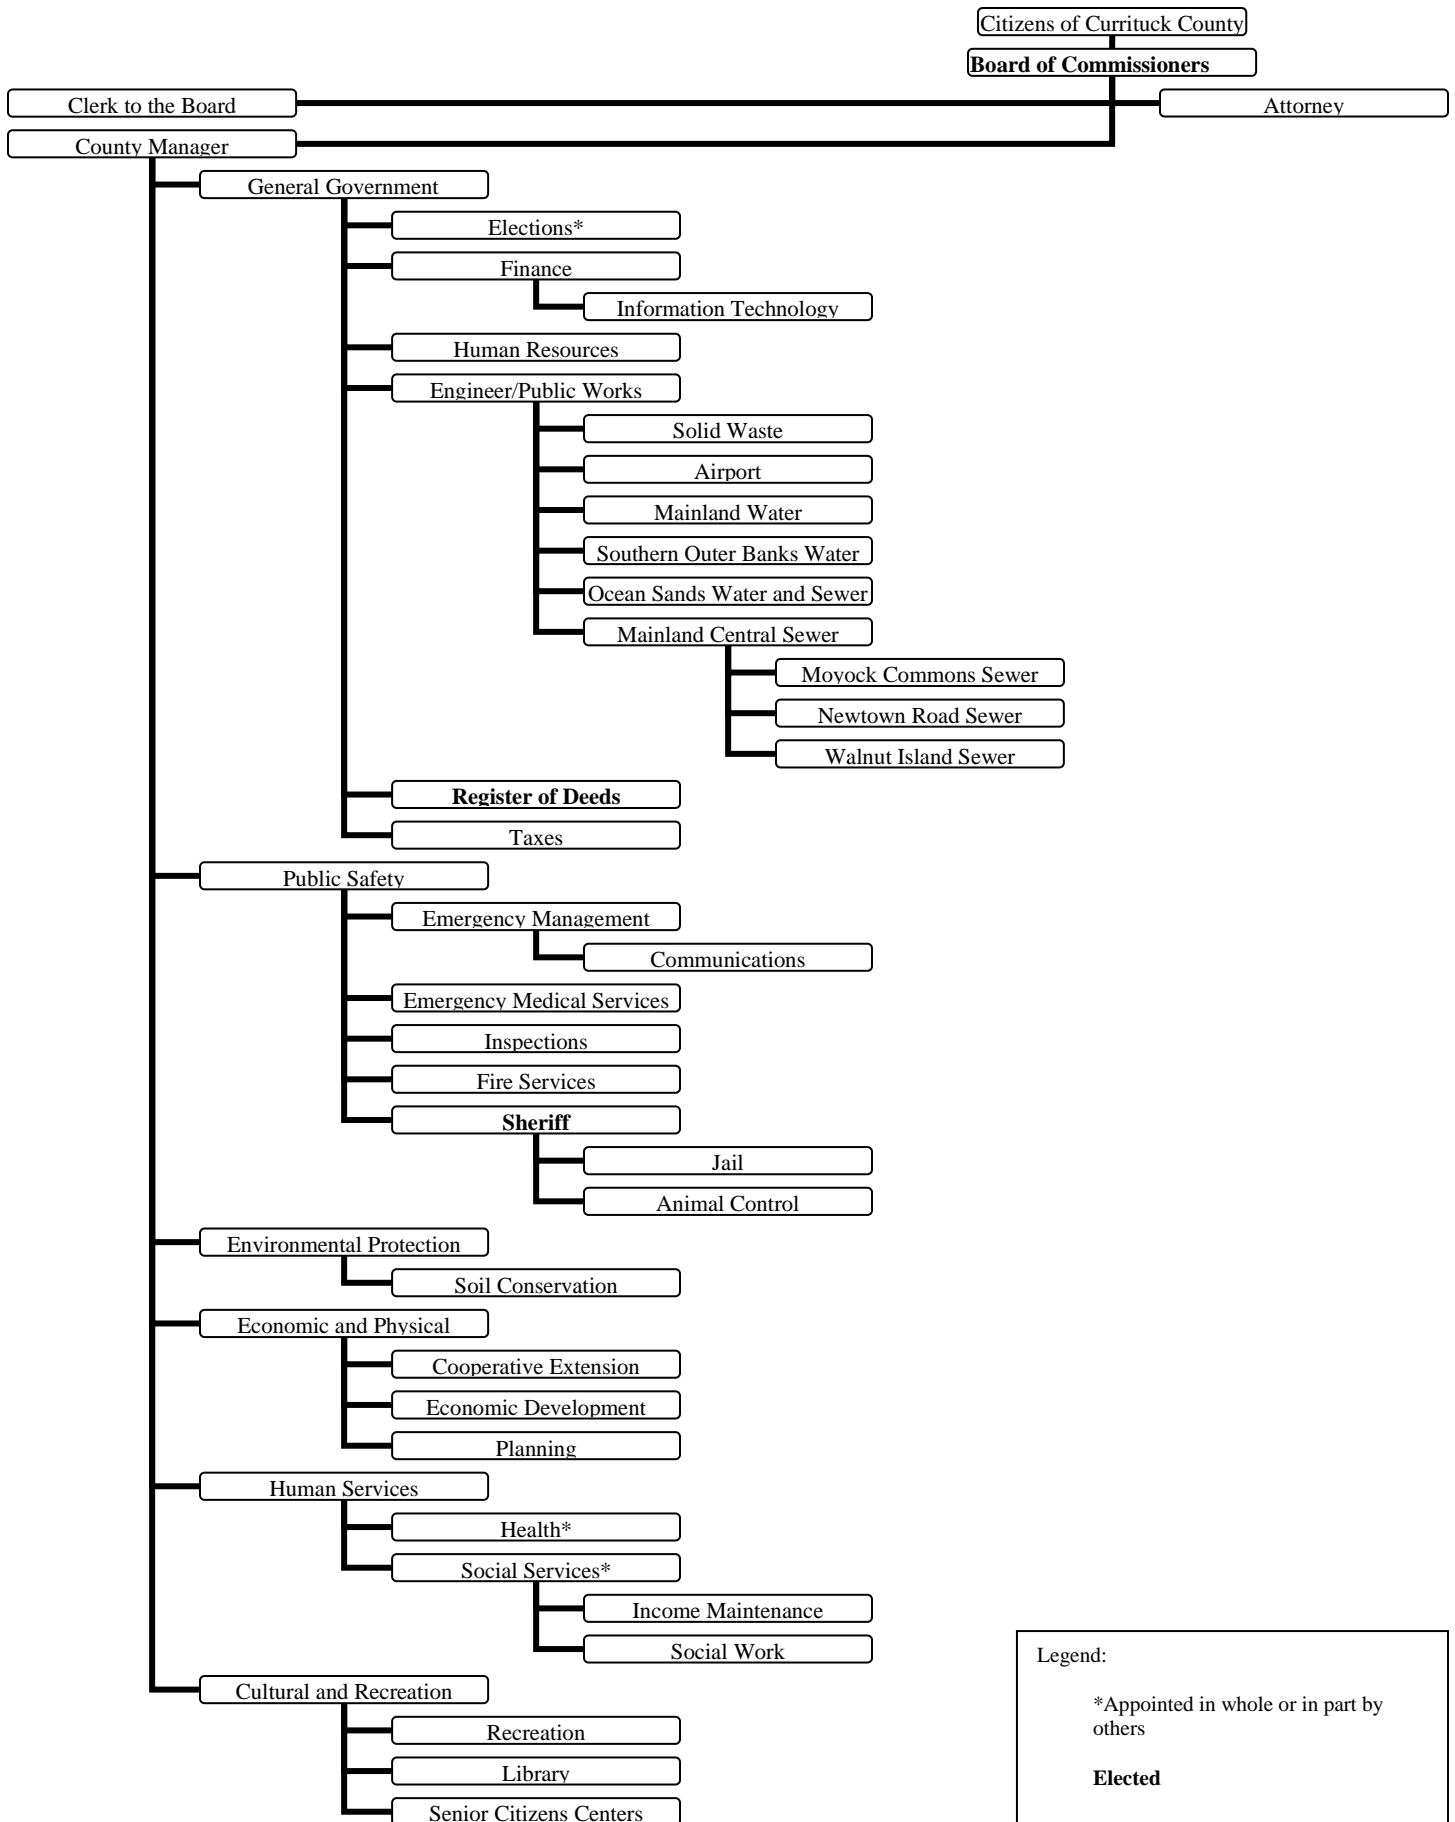 Citizens of Currituck County
Board of Commissioners
Clerk to the Board
Attorney
County Manager
General Government
Elections*
Finance
Information Technology
Human Resources
Engineer/Public Works
Solid Waste
Airport
Mainland Water
Southern Outer Banks Water
Ocean Sands Water and Sewer
Mainland Central Sewer
Moyock Commons Sewer
Newtown Road Sewer
Walnut Island Sewer
Register of Deeds
Taxes
Public Safety
Emergency Management
Communications
Emergency Medical Services
Inspections
Fire Services
Sheriff
Jail
Animal Control
Environmental Protection
Soil Conservation
Economic and Physical
Cooperative Extension
Economic Development
Planning
Human Services
Health*
Social Services*
Income Maintenance
Social Work
Cultural and Recreation
Recreation
Library
Senior Citizens Centers
Legend:
*Appointed in whole or in part by
others
Elected